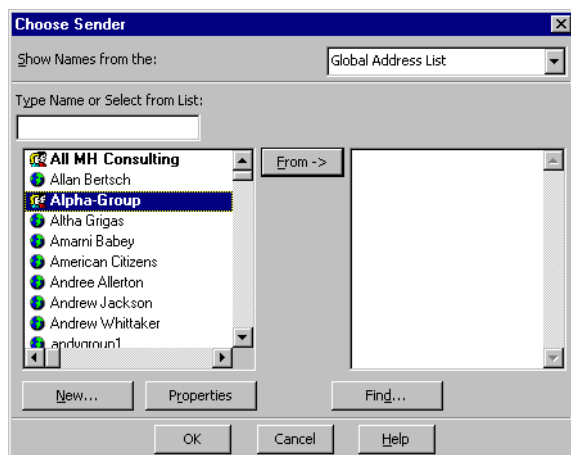 Choose Sender
Show Names from the:
Global Address List
Type Name or Select from List:
All MH Consulting
From ->
Allan Bertsch
Alpha-Group
Altha Grigas
Amarni Babey
American Citizens
Andree Allerton
Andrew Jackson
Andrew Whittaker
andygroup1
New...
Properties
Find...
OK
Cancel
Help